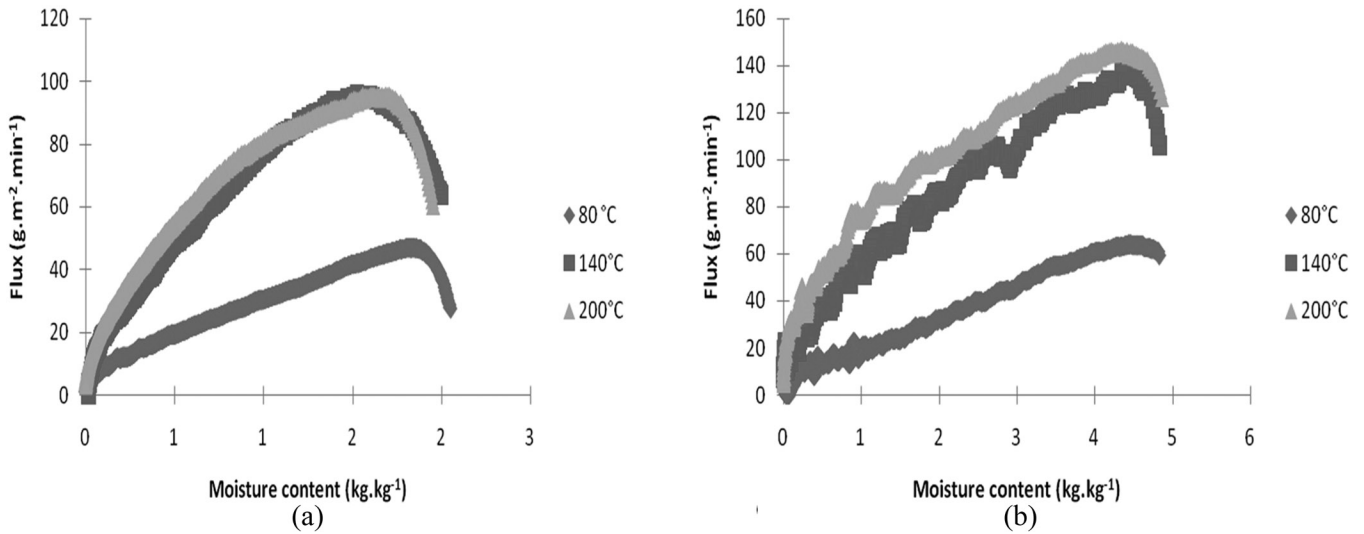 120
100
80
60
40
20
0
0 1 1 2 2 3
Flux (g.m⁻².min⁻¹)
Moisture content (kg.kg⁻¹)
80°C
140°C
200°C
(a)
160
140
120
100
80
60
40
20
0
0 1 2 3 4 5 6
Flux (g.m⁻².min⁻¹)
Moisture content (kg.kg⁻¹)
80°C
140°C
200°C
(b)